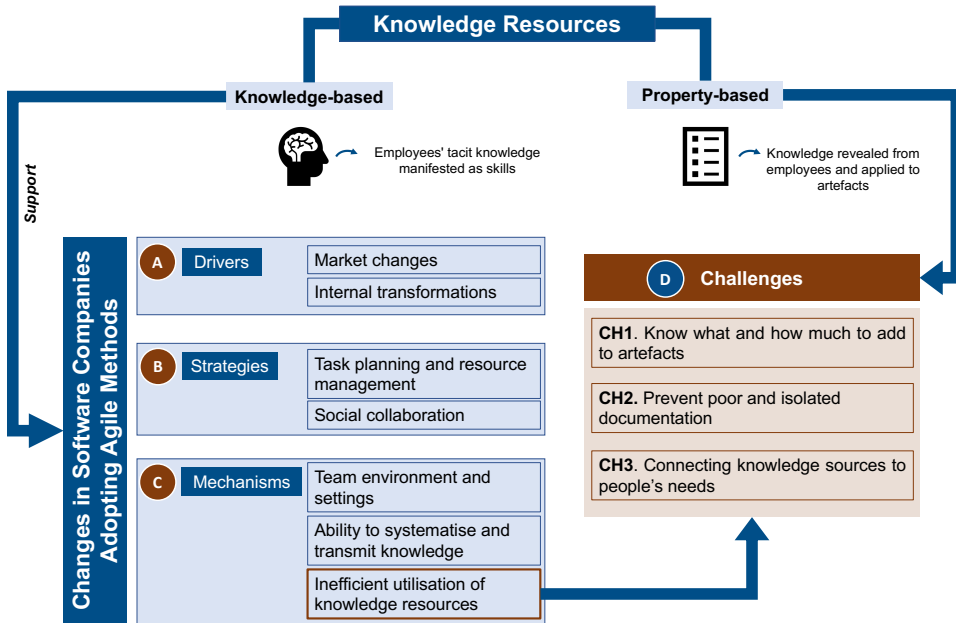 Knowledge Resources
Knowledge-based
Property-based
Employees' tacit knowledge
manifested as skills
Knowledge revealed from
employees and applied to
artefacts
Support
Changes in Software Companies
Adopting Agile Methods
A
Drivers
Market changes
Internal transformations
B
Strategies
Task planning and resource
management
Social collaboration
C
Mechanisms
Team environment and
settings
Ability to systematise and
transmit knowledge
Inefficient utilisation of
knowledge resources
D
Challenges
CH1. Know what and how much to add
to artefacts
CH2. Prevent poor and isolated
documentation
CH3. Connecting knowledge sources to
people's needs